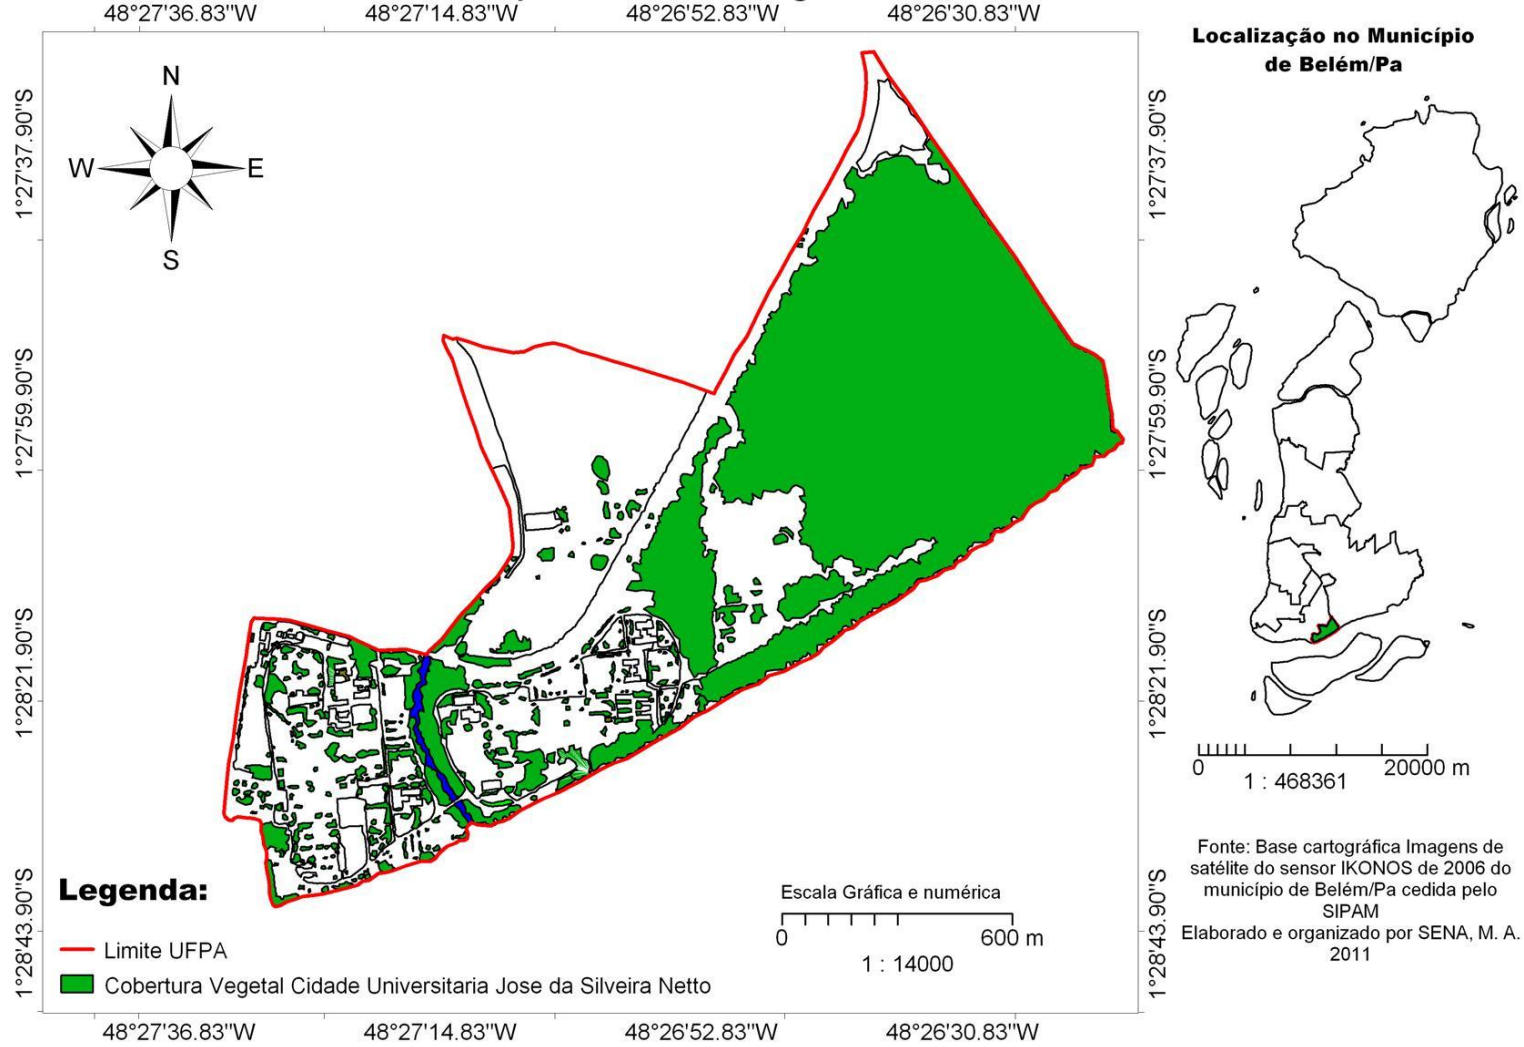 48°27'36.83"W 48°27'14.83"W 48°26'52.83"W 48°26'30.83"W
Localização no Município
de Belém/Pa
N
W E
S
1°27'37.90"S
1°27'59.90"S
1°28'21.90"S
1°28'43.90"S
1°27'37.90"S
1°27'59.90"S
1°28'21.90"S
1°28'43.90"S
0 20000 m
1 : 468361
Fonte: Base cartográfica Imagens de
satélite do sensor IKONOS de 2006 do
município de Belém/Pa cedida pelo
SIPAM
Elaborado e organizado por SENA, M. A.
2011
Legenda:
Limite UFPA
Cobertura Vegetal Cidade Universitaria Jose da Silveira Netto
Escala Gráfica e numérica
0 600 m
1 : 14000
48°27'36.83"W 48°27'14.83"W 48°26'52.83"W 48°26'30.83"W